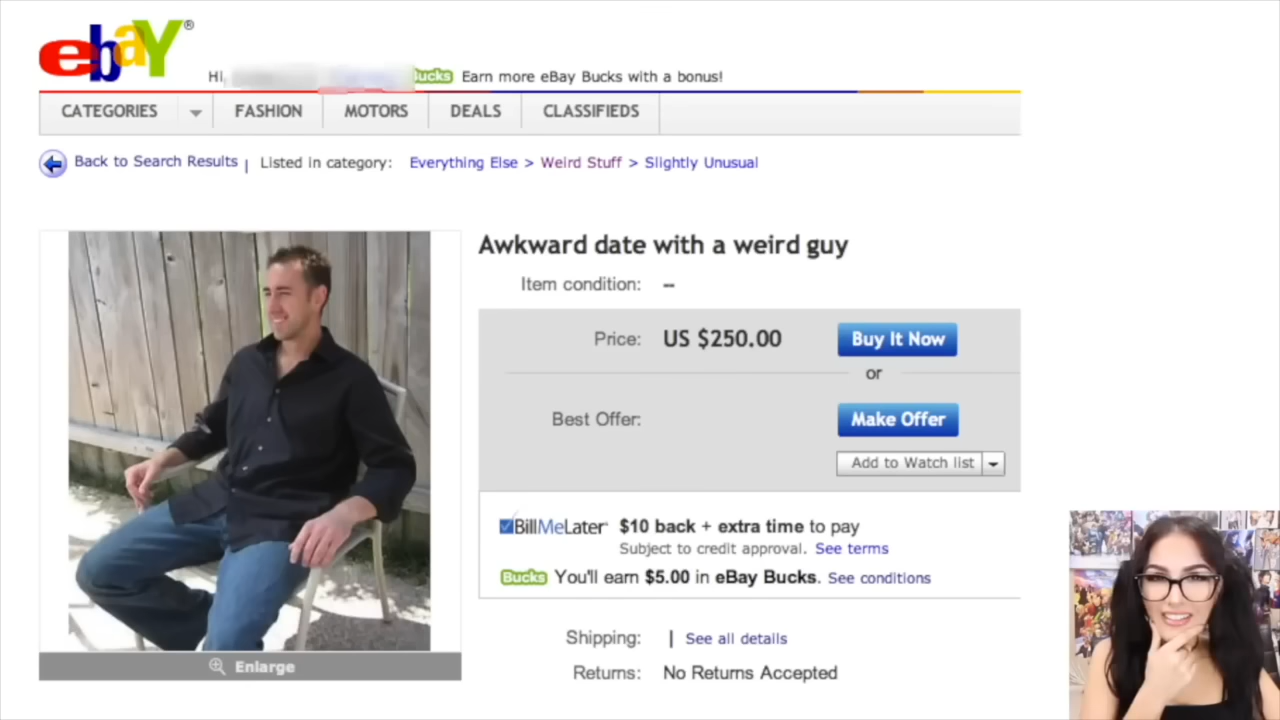 ebay®
Hi, Bucks Earn more eBay Bucks with a bonus!
CATEGORIES FASHION MOTORS DEALS CLASSIFIEDS
Back to Search Results | Listed in category: Everything Else > Weird Stuff > Slightly Unusual
Awkward date with a weird guy
Item condition: --
Price: US $250.00 Buy It Now
or
Best Offer: Make Offer
Add to Watch list
BillMeLater $10 back + extra time to pay
Subject to credit approval. See terms
Bucks You'll earn $5.00 in eBay Bucks. See conditions
Shipping: | See all details
Enlarge
Returns: No Returns Accepted